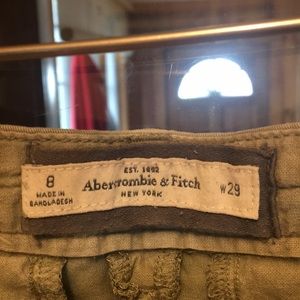 8
MADE IN
BANGLADESH
EST. 1892
Abercrombie & Fitch
NEW YORK
W29